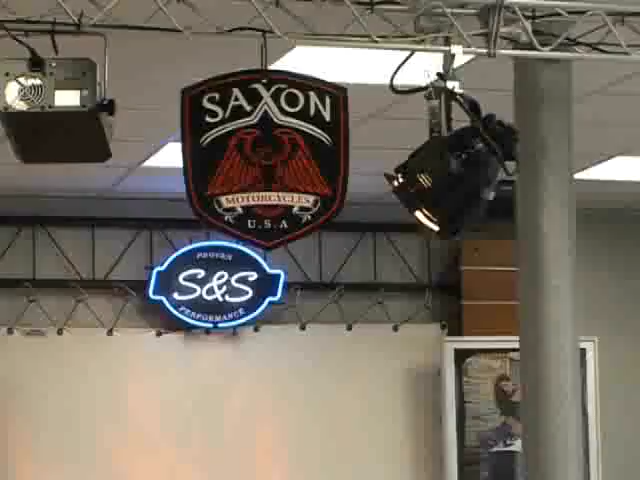 SAXON
MOTORCYCLES
U.S.A
PROVEN
S&S
PERFORMANCE